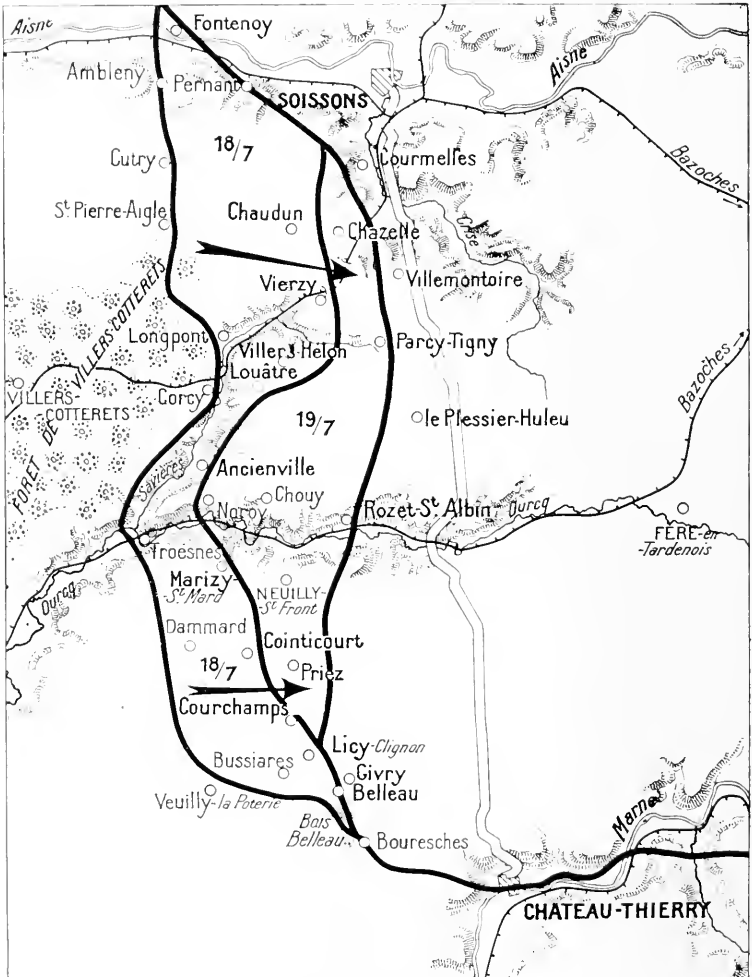 Aisne
Fontenoy
Aisne
Ambleny
Pernant
SOISSONS
18/7
Cutry
Courmelles
Bazoches
St. Pierre-Aigle
Chaudun
Chazelle
Crise
Vierzy
Villemontoire
FORET DE VILLERS-COTTERETS
Longpont
Villers-Hélon
Parcy-Tigny
Louâtre
VILLERS-
COTTERETS
Corcy
Bazoches
19/7
le Plessier-Huleu
Savières
Ancienville
Chouy
Noroy
Rozet-St. Albin
Ourcq
FÈRE-en
-Tardenois
Troësnes
Marizy-
-St. Mard
NEUILLY-
-St. Front
Ourcq
Dammard
Cointicourt
18/7
Priez
Courchamps
Licy-Clignon
Bussiares
Givry
Belleau
Veuilly-la Poterie
Bois
Belleau
Bouresches
Marne
CHATEAU-THIERRY